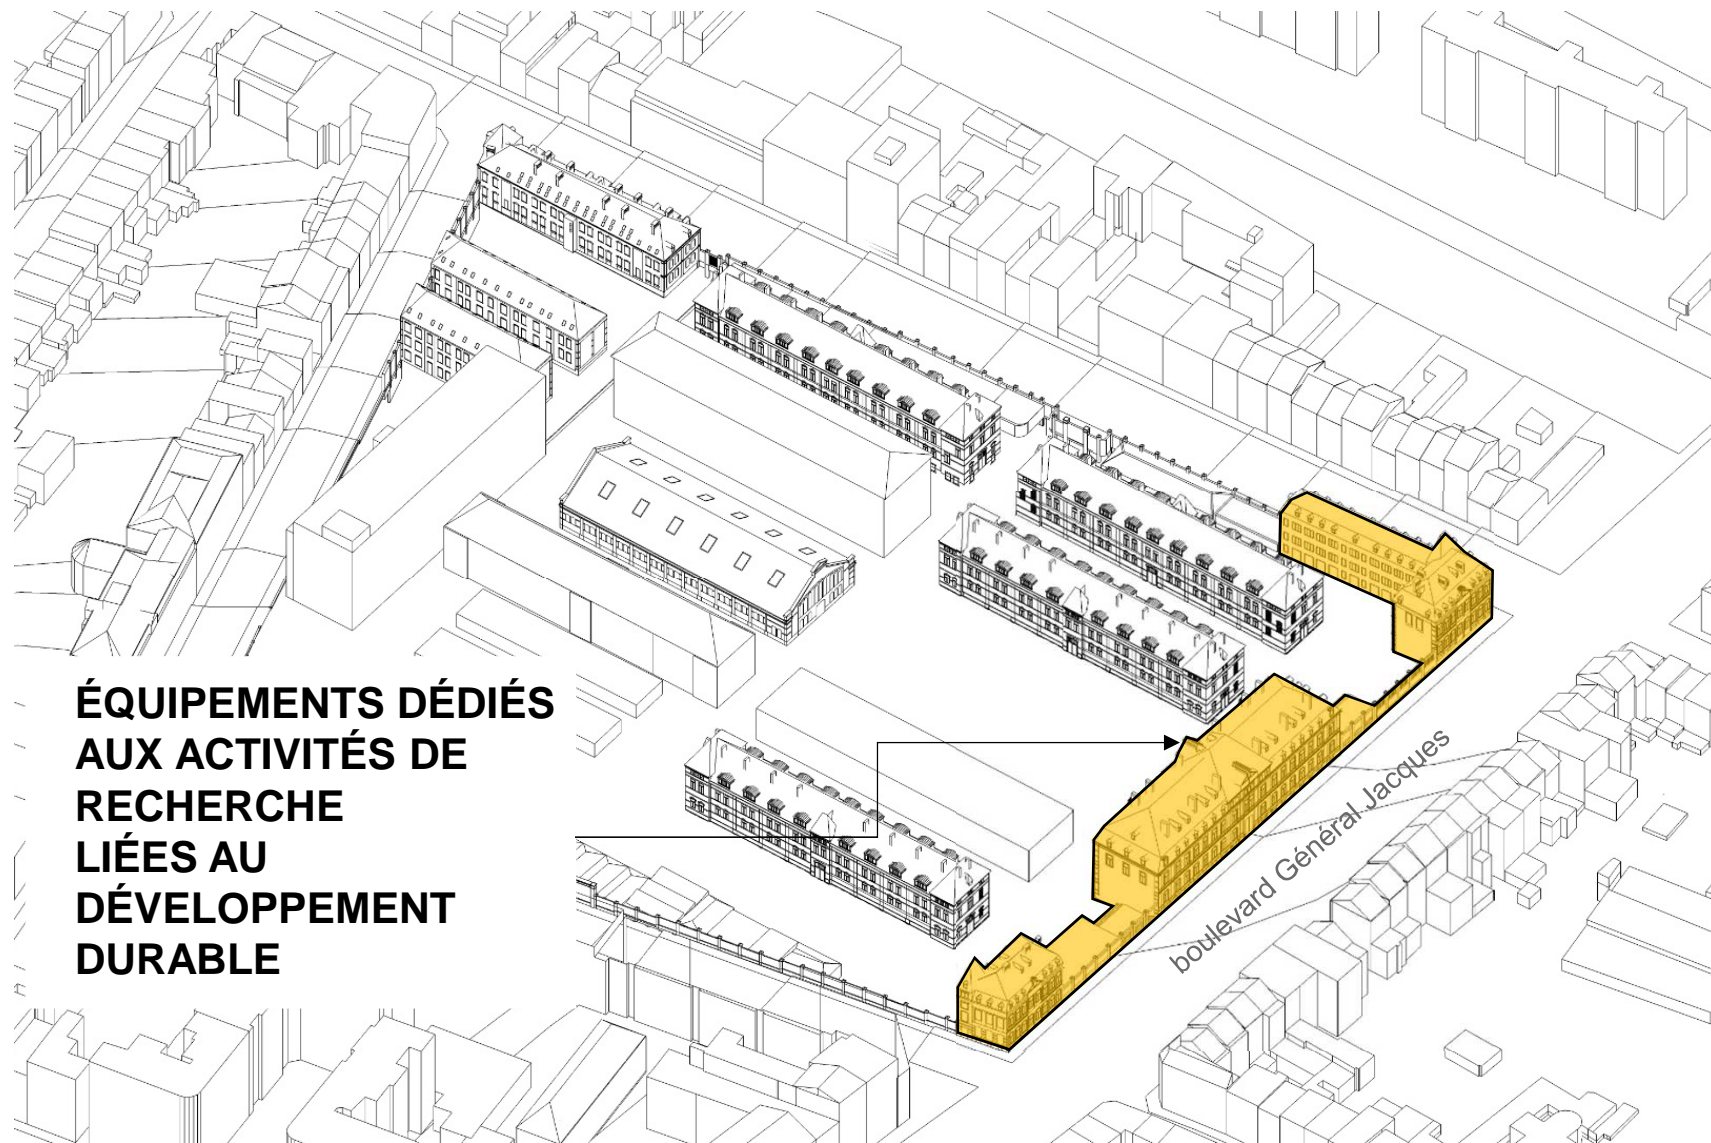 ÉQUIPEMENTS DÉDIÉS
AUX ACTIVITÉS DE
RECHERCHE
LIÉES AU
DÉVELOPPEMENT
DURABLE
boulevard Général Jacques